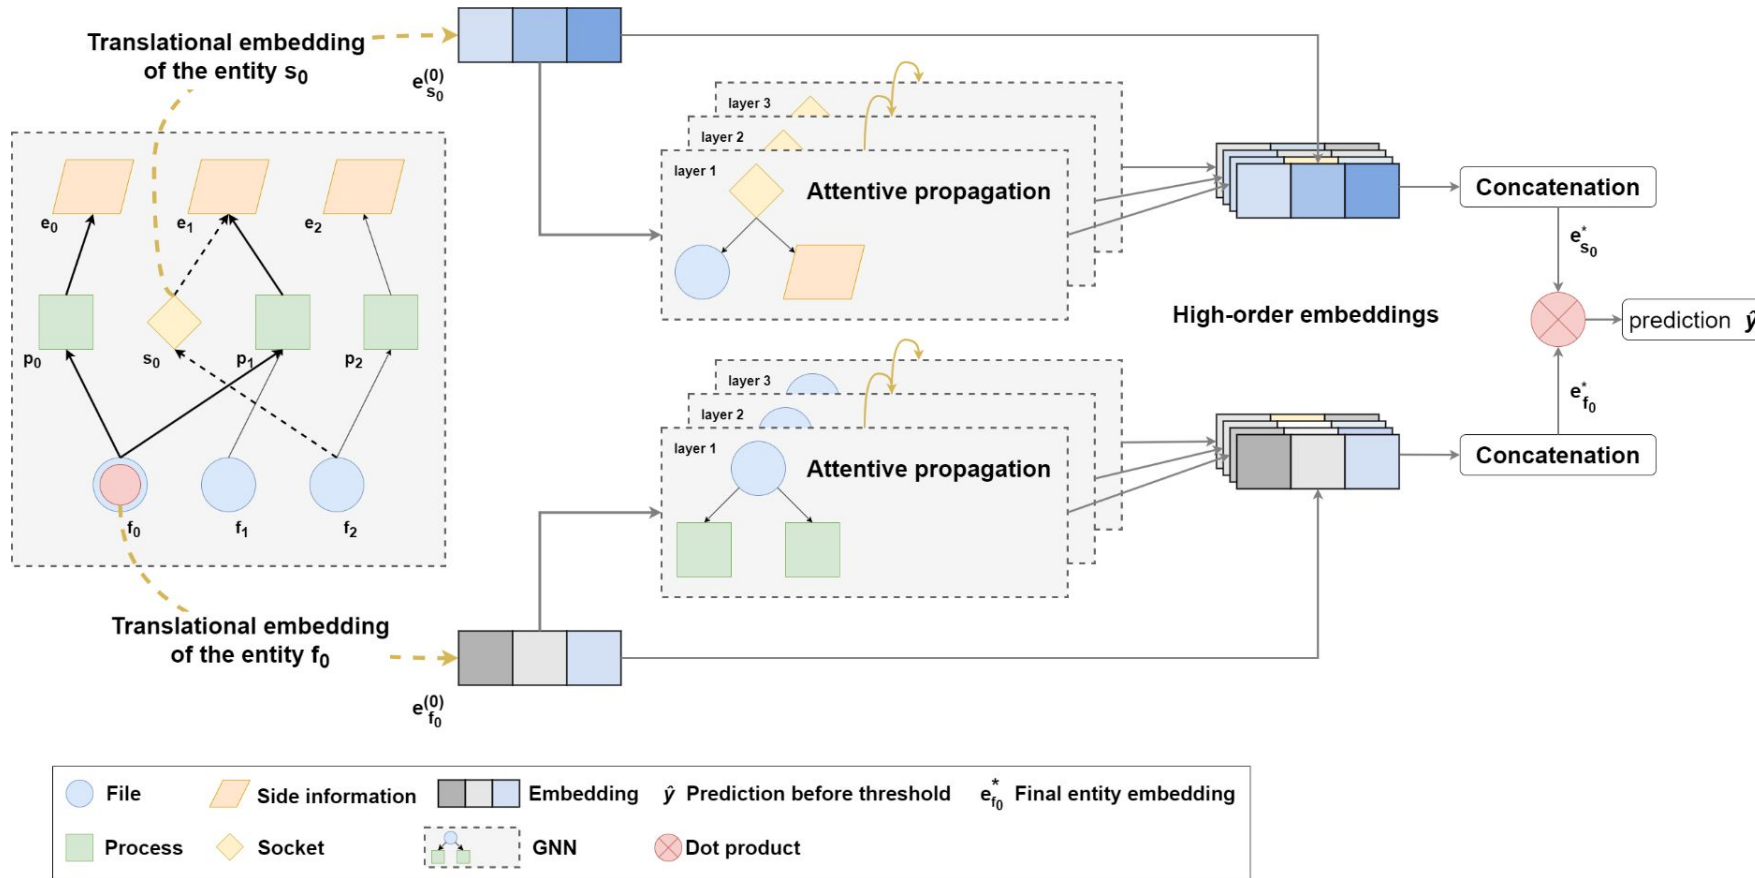 Translational embedding
of the entity s0
e(0)s0
e0
e1
e2
p0
s0
p1
p2
f0
f1
f2
Translational embedding
of the entity f0
e(0)f0
layer 3
layer 2
layer 1
Attentive propagation
layer 3
layer 2
layer 1
Attentive propagation
High-order embeddings
Concatenation
e*s0
prediction ŷ
e*f0
Concatenation
File
Side information
Embedding
ŷ Prediction before threshold
e*f0 Final entity embedding
Process
Socket
GNN
Dot product